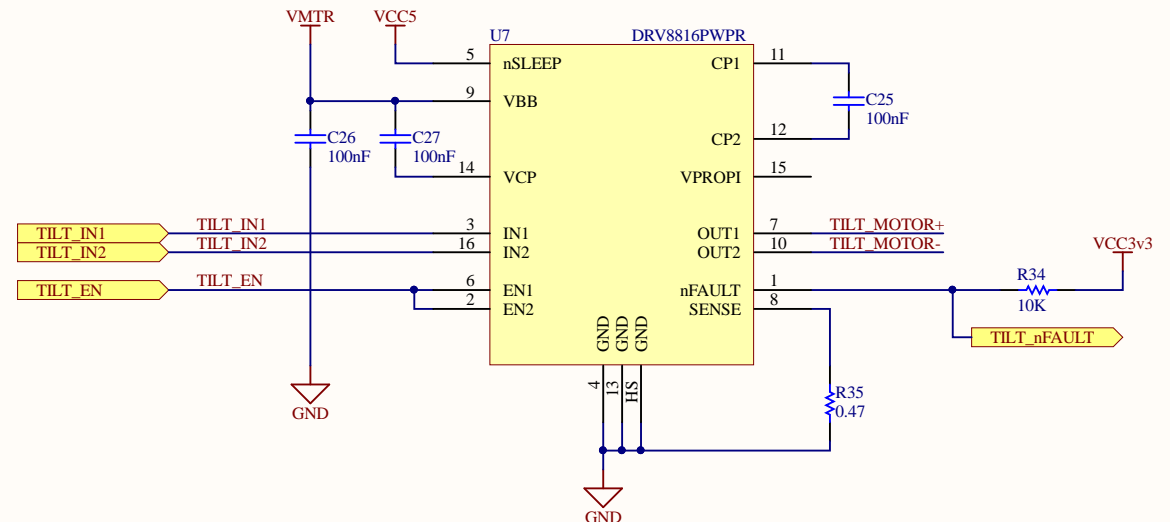 VMTR
VCC5
U7
DRV8816PWPR
5
nSLEEP
CP1
11
9
VBB
C25
100nF
C26
100nF
C27
100nF
CP2
12
14
VCP
VPROPI
15
TILT_IN1
TILT_IN1
3
IN1
OUT1
7
TILT_MOTOR+
TILT_IN2
TILT_IN2
16
IN2
OUT2
10
TILT_MOTOR-
VCC3v3
TILT_EN
TILT_EN
6
EN1
nFAULT
1
R34
10K
2
EN2
SENSE
8
GND
GND
GND
TILT_nFAULT
4
13
HS
R35
0.47
GND
GND